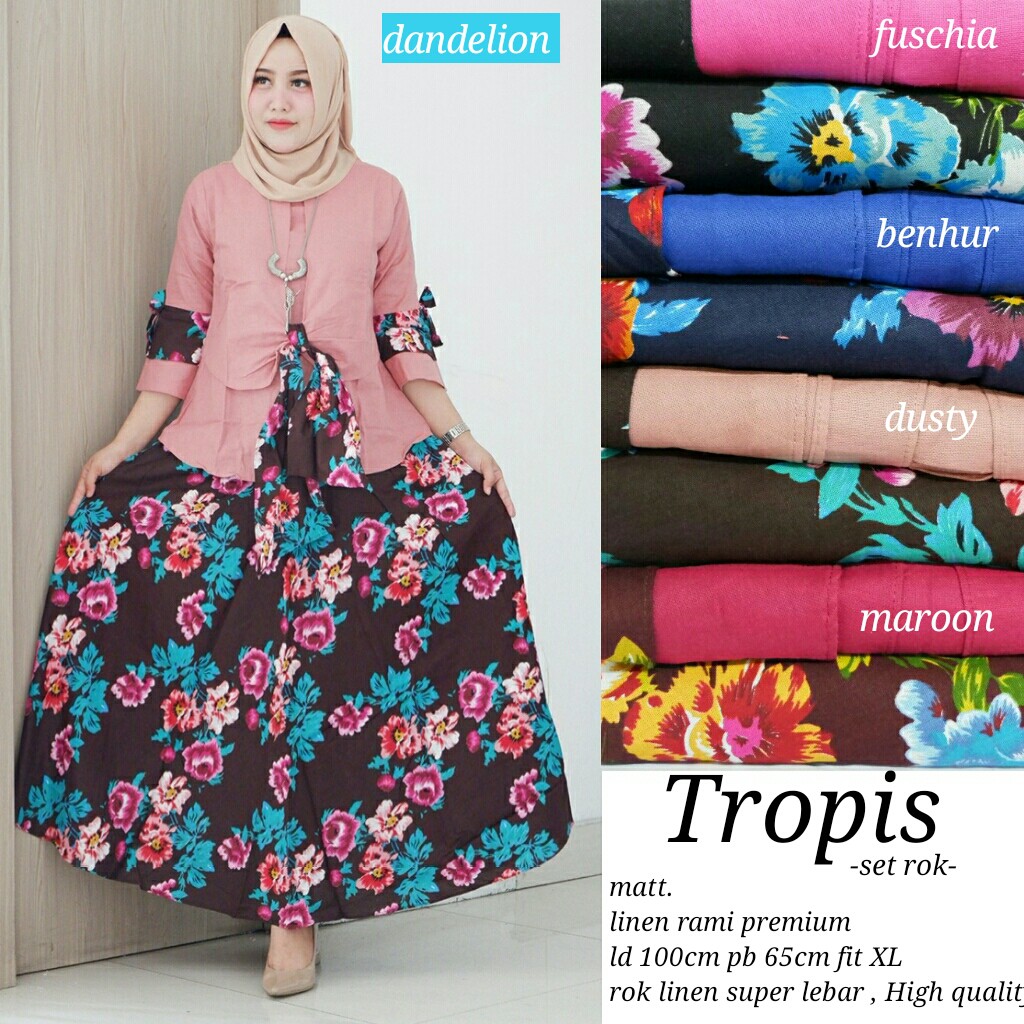 dandelion
fuschia
benhur
dusty
maroon
Tropis
-set rok-
matt.
linen rami premium
ld 100cm pb 65cm fit XL
rok linen super lebar , High quality